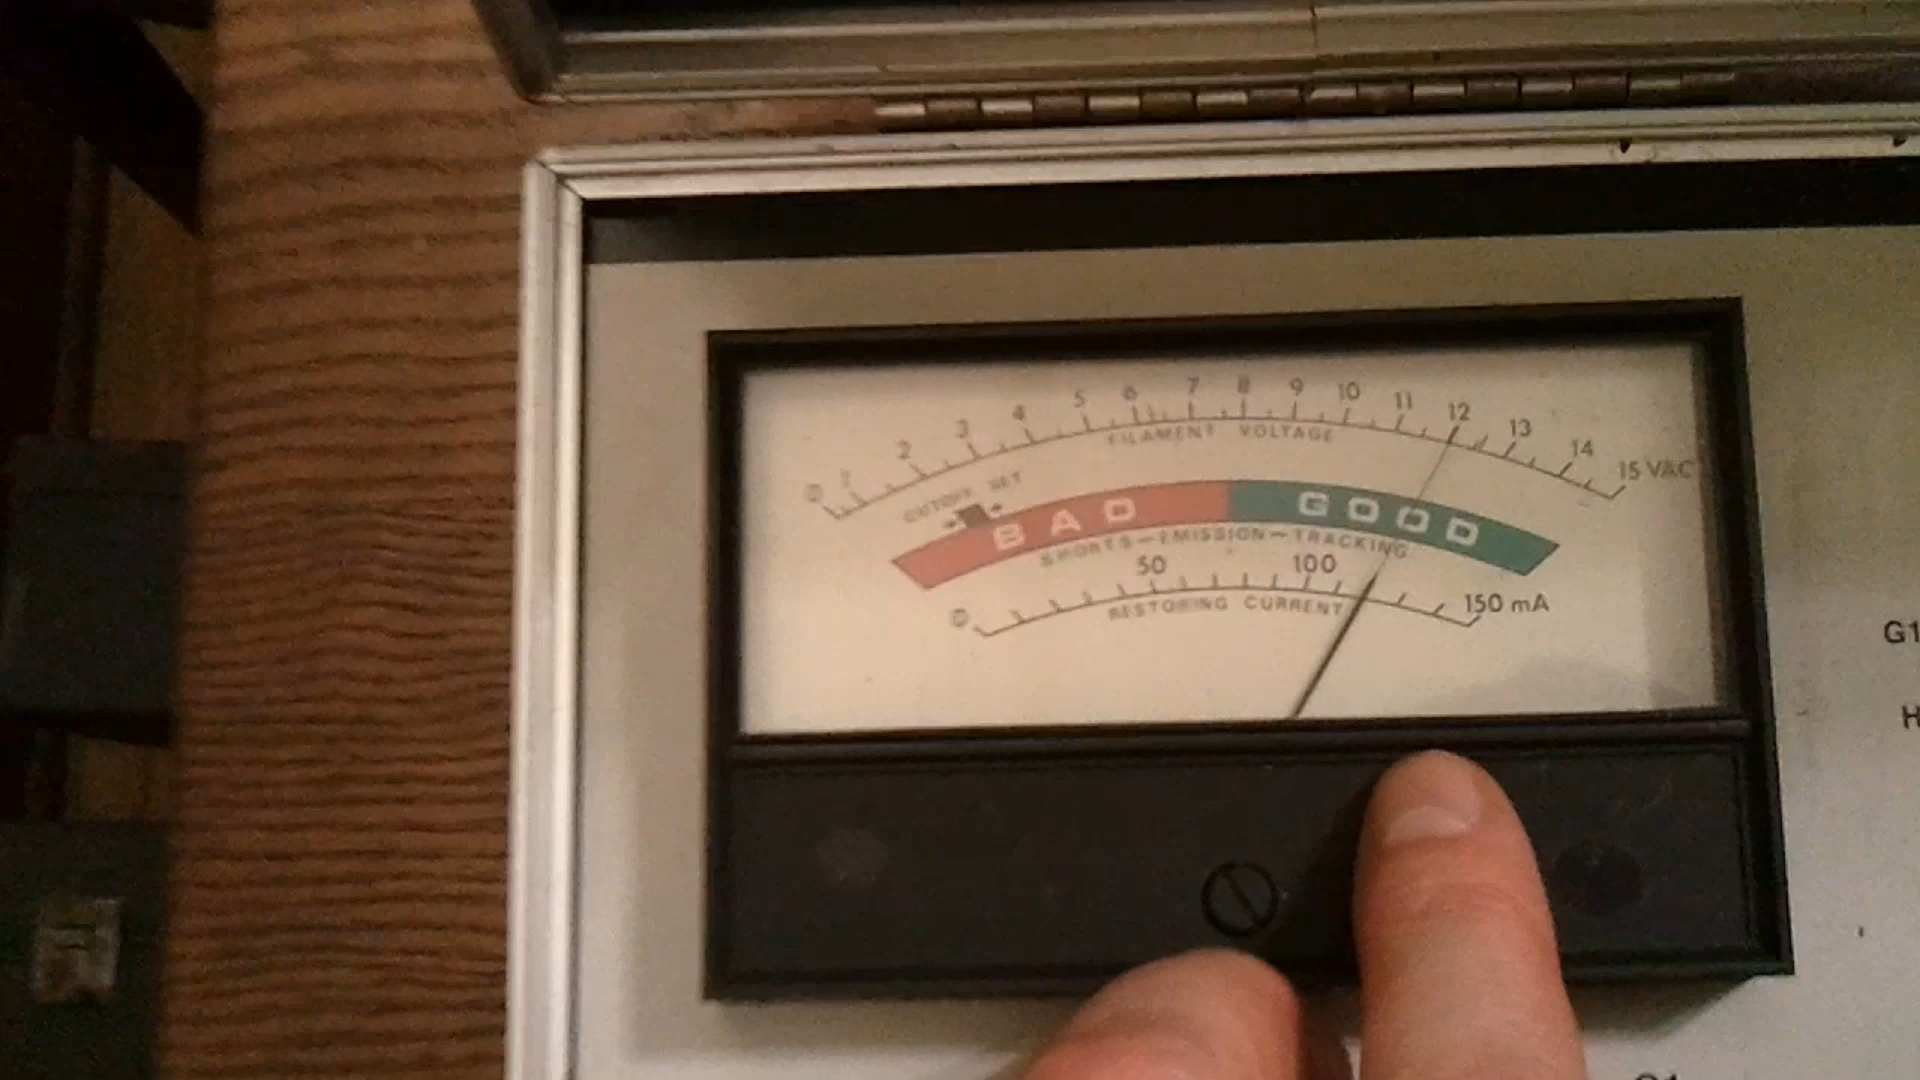 0 1 2 3 4 5 6 7 8 9 10 11 12 13 14 15 VAC
FILAMENT VOLTAGE
CUTOFF SET
BAD GOOD
SHORTS-EMISSION-TRACKING
0 50 100 150 mA
RESTORING CURRENT
G1
H